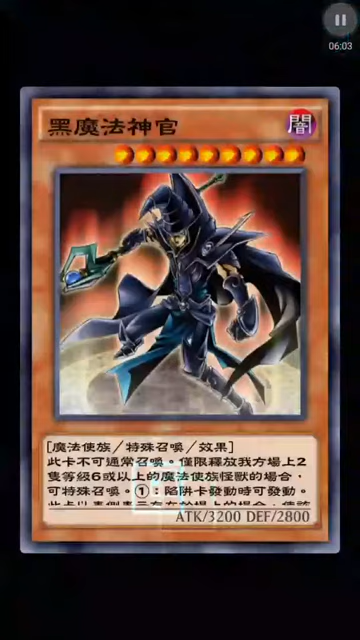 06:03
黑魔法神官
闇
[魔法使族/特殊召喚/效果]
此卡不可通常召喚。僅限釋放我方場上2
隻等級6或以上的魔法使族怪獸的場合，
可特殊召喚。①：陷阱卡發動時可發動。
ATK/3200 DEF/2800